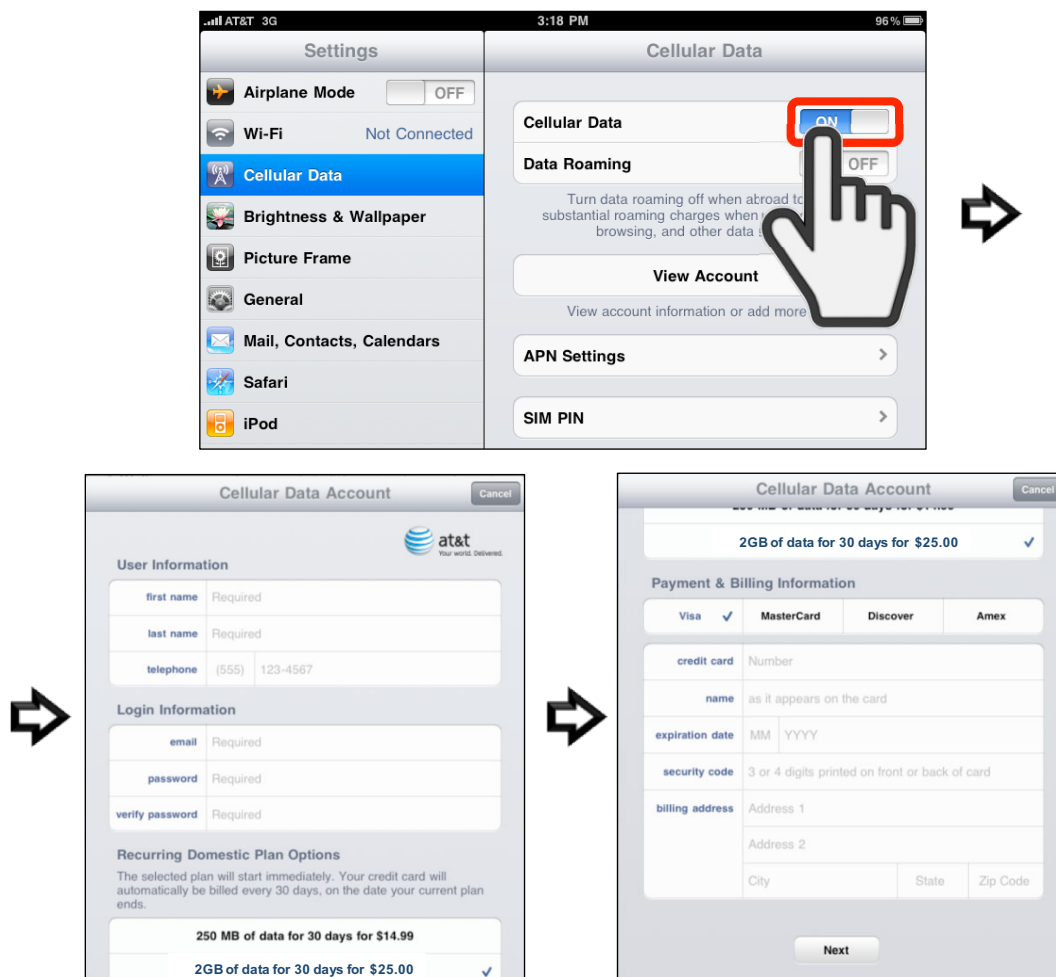 AT&T 3G 3:18 PM 96%
Settings
Cellular Data
Airplane Mode OFF
Wi-Fi Not Connected
Cellular Data
Brightness & Wallpaper
Picture Frame
General
Mail, Contacts, Calendars
Safari
iPod
Cellular Data ON
Data Roaming OFF
Turn data roaming off when abroad to
substantial roaming charges when
browsing, and other data
View Account
View account information or add more
APN Settings
SIM PIN
Cellular Data Account Cancel
at&t
Your world. Delivered.
User Information
first name Required
last name Required
telephone (555) 123-4567
Login Information
email Required
password Required
verify password Required
Recurring Domestic Plan Options
The selected plan will start immediately. Your credit card will
automatically be billed every 30 days, on the date your current plan
ends.
250 MB of data for 30 days for $14.99
2GB of data for 30 days for $25.00
Cellular Data Account Cancel
250 MB of data for 30 days for $14.99
2GB of data for 30 days for $25.00
Payment & Billing Information
Visa MasterCard Discover Amex
credit card Number
name as it appears on the card
expiration date MM YYYY
security code 3 or 4 digits printed on front or back of card
billing address Address 1
Address 2
City State Zip Code
Next